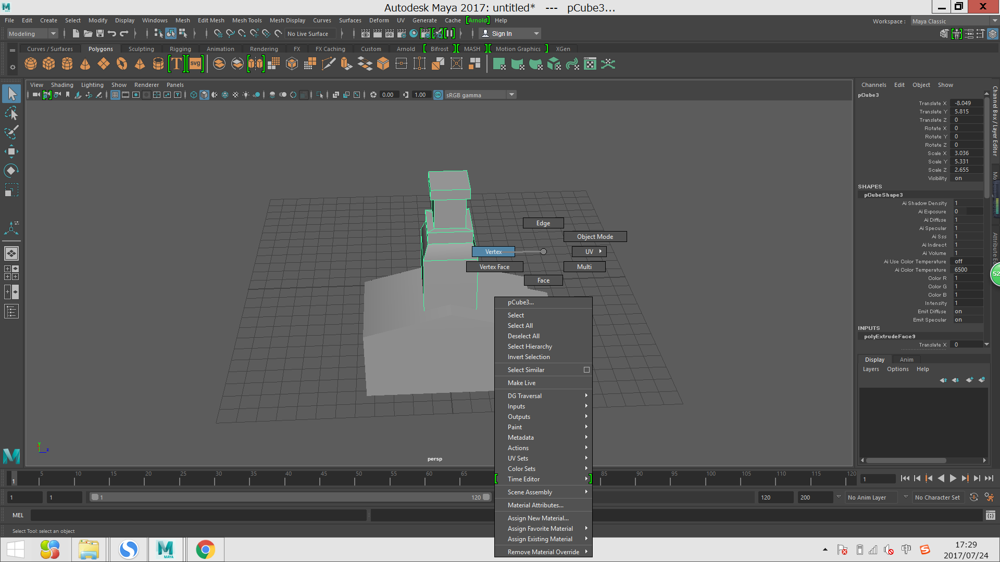 Autodesk Maya 2017: untitled*   ---   pCube3...
File Edit Create Select Modify Display Windows Mesh Edit Mesh Mesh Tools Mesh Display Curves Surfaces Deform UV Generate Cache [Arnold] Help
Workspace : Maya Classic
Modeling No Live Surface Sign In
Curves / Surfaces Polygons Sculpting Rigging Animation Rendering FX FX Caching Custom Arnold Bifrost MASH Motion Graphics XGen
T svg
View Shading Lighting Show Renderer Panels
0.00 1.00 ON sRGB gamma
Edge
Object Mode
Vertex UV
Vertex Face Multi
Face
pCube3...
Select
Select All
Deselect All
Select Hierarchy
Invert Selection
Select Similar
Make Live
DG Traversal
Inputs
Outputs
Paint
Metadata
Actions
UV Sets
Color Sets
Time Editor
Scene Assembly
Material Attributes...
Assign New Material...
Assign Favorite Material
Assign Existing Material
Remove Material Override
y
z
persp
Channels Edit Object Show
pCube3
Translate X -8.049
Translate Y 5.815
Translate Z 0
Rotate X 0
Rotate Y 0
Rotate Z 0
Scale X 3.036
Scale Y 5.331
Scale Z 2.655
Visibility on
SHAPES
pCubeShape3
Ai Shadow Density 1
Ai Exposure 0
Ai Diffuse 1
Ai Specular 1
Ai Sss 1
Ai Indirect 1
Ai Volume 1
Ai Use Color Temperature off
Ai Color Temperature 6500
Color R 1
Color G 1
Color B 1
Intensity 1
Emit Diffuse on
Emit Specular on
INPUTS
polyExtrudeFace9
Translate X 0
Channel Box / Layer Editor
Attribute
52
Display Anim
Layers Options Help
1 5 10 15 20 25 30 35 40 45 50 55 60 65 85 90 95 100 105 110 115 120 1
1 1 1 120 120 200 No Anim Layer No Character Set
MEL
Select Tool: select an object
MAYA
中
17:29
2017/07/24